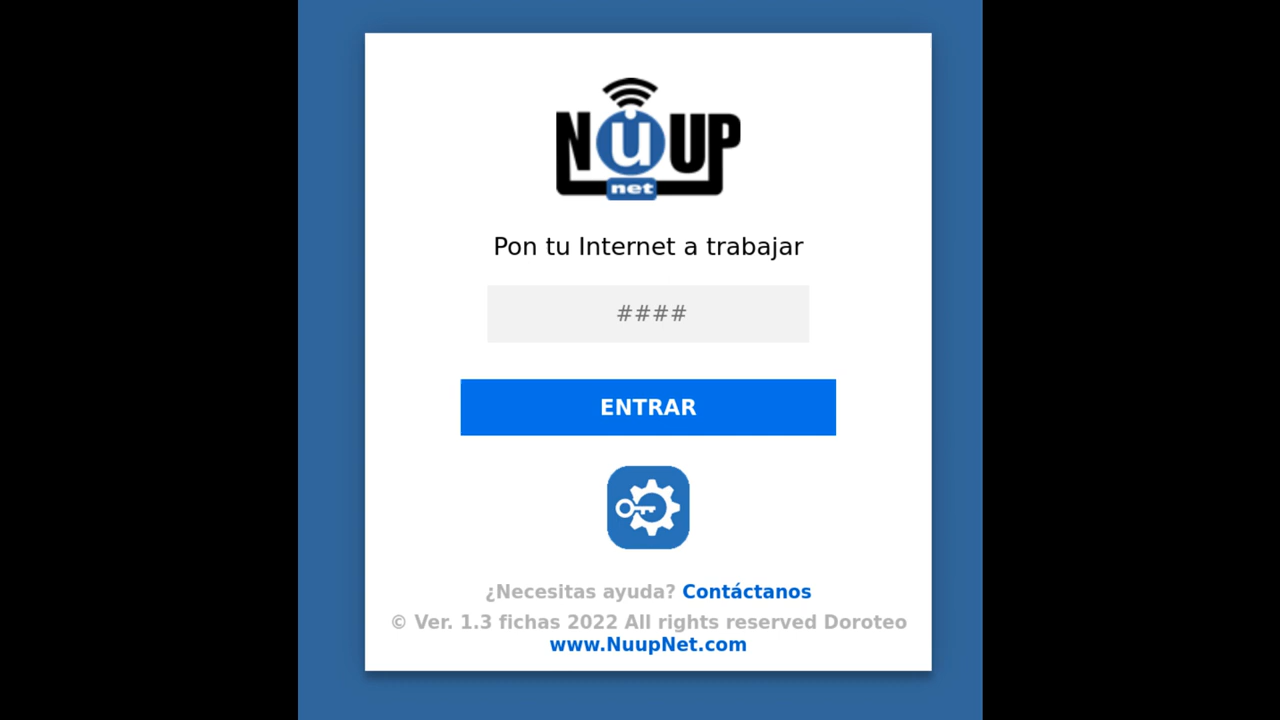 NuUP
net
Pon tu Internet a trabajar
####
ENTRAR
¿Necesitas ayuda? Contáctanos
© Ver. 1.3 fichas 2022 All rights reserved Doroteo
www.NuupNet.com